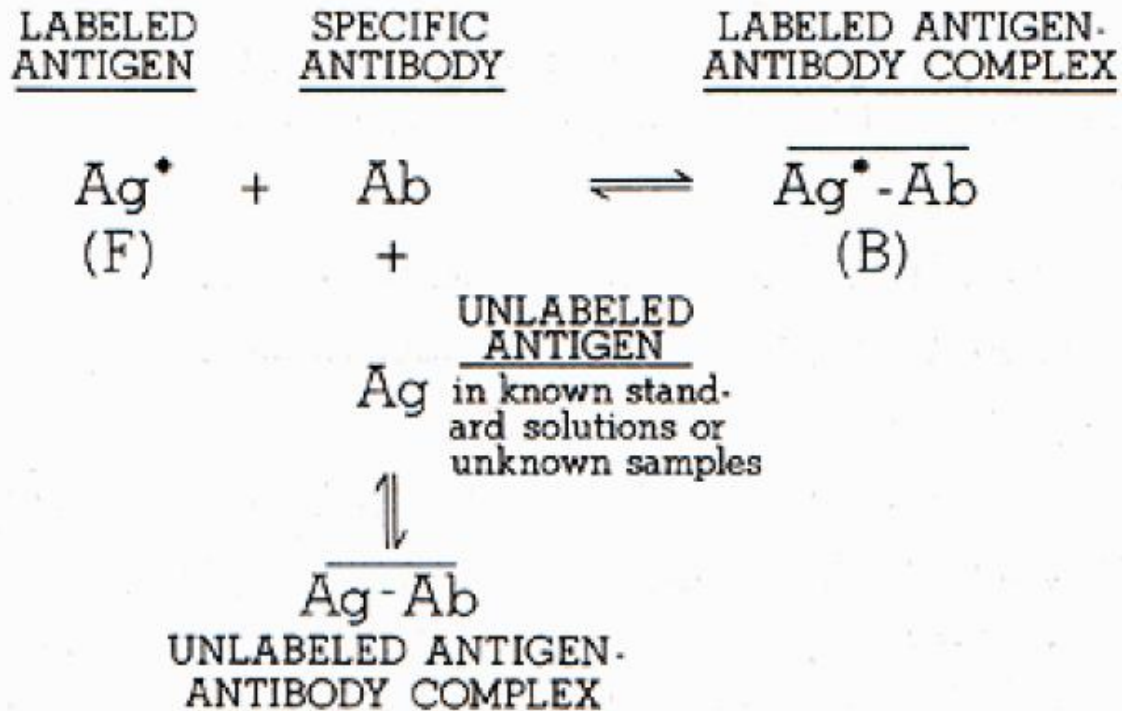 LABELED ANTIGEN
SPECIFIC ANTIBODY
LABELED ANTIGEN-
ANTIBODY COMPLEX
Ag* + Ab ⇌ Ag*-Ab
(F) + (B)
UNLABELED
ANTIGEN
Ag in known stand-
ard solutions or
unknown samples
⇅
Ag-Ab
UNLABELED ANTIGEN-
ANTIBODY COMPLEX